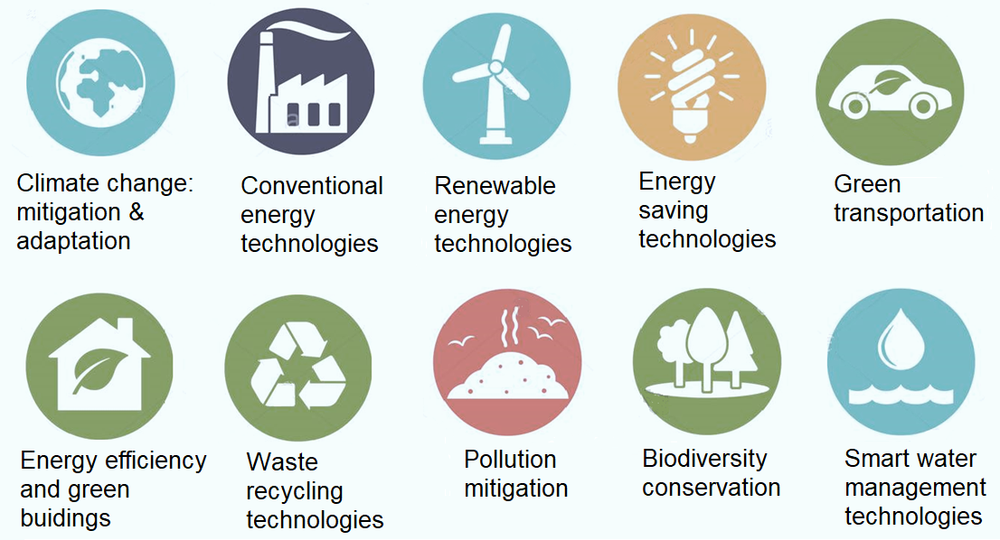 Climate change:
mitigation &
adaptation
Conventional
energy
technologies
Renewable
energy
technologies
Energy
saving
technologies
Green
transportation
Energy efficiency
and green
buidings
Waste
recycling
technologies
Pollution
mitigation
Biodiversity
conservation
Smart water
management
technologies